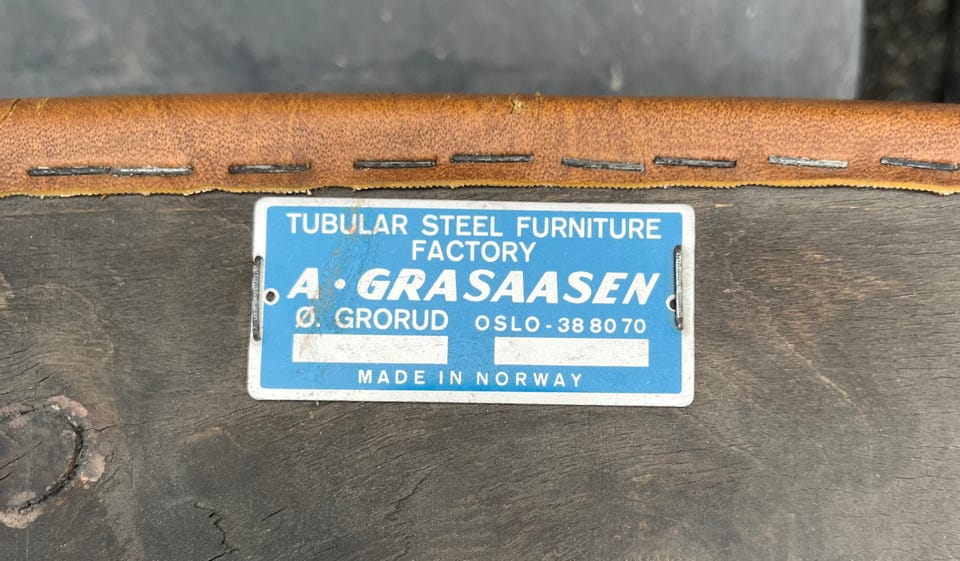 TUBULAR STEEL FURNITURE
FACTORY
A · GRASAASEN
Ø. GRORUD OSLO - 38 80 70
MADE IN NORWAY